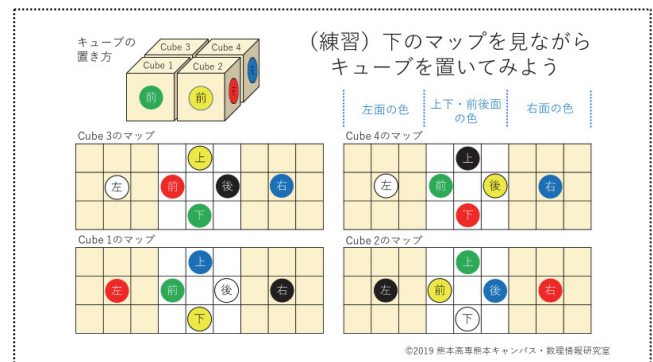 キューブの
置き方
Cube 3
Cube 4
Cube 1
Cube 2
前
前
(練習) 下のマップを見ながら
キューブを置いてみよう
左面の色
上下・前後面
の色
右面の色
Cube 3のマップ
上
左
前
後
右
下
Cube 4のマップ
上
左
前
後
右
下
Cube 1のマップ
上
左
前
後
右
下
Cube 2のマップ
上
左
前
後
右
下
©2019 熊本高専熊本キャンパス・数理情報研究室